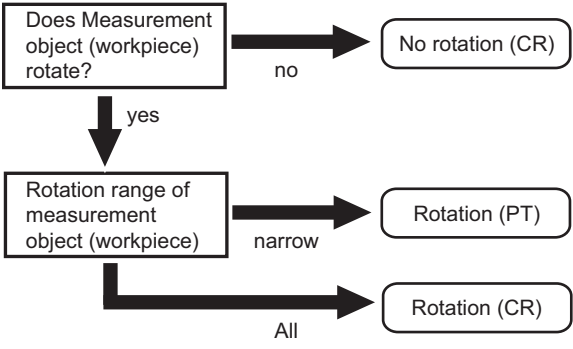 Does Measurement
object (workpiece)
rotate?
no
No rotation (CR)
yes
Rotation range of
measurement
object (workpiece)
narrow
Rotation (PT)
All
Rotation (CR)